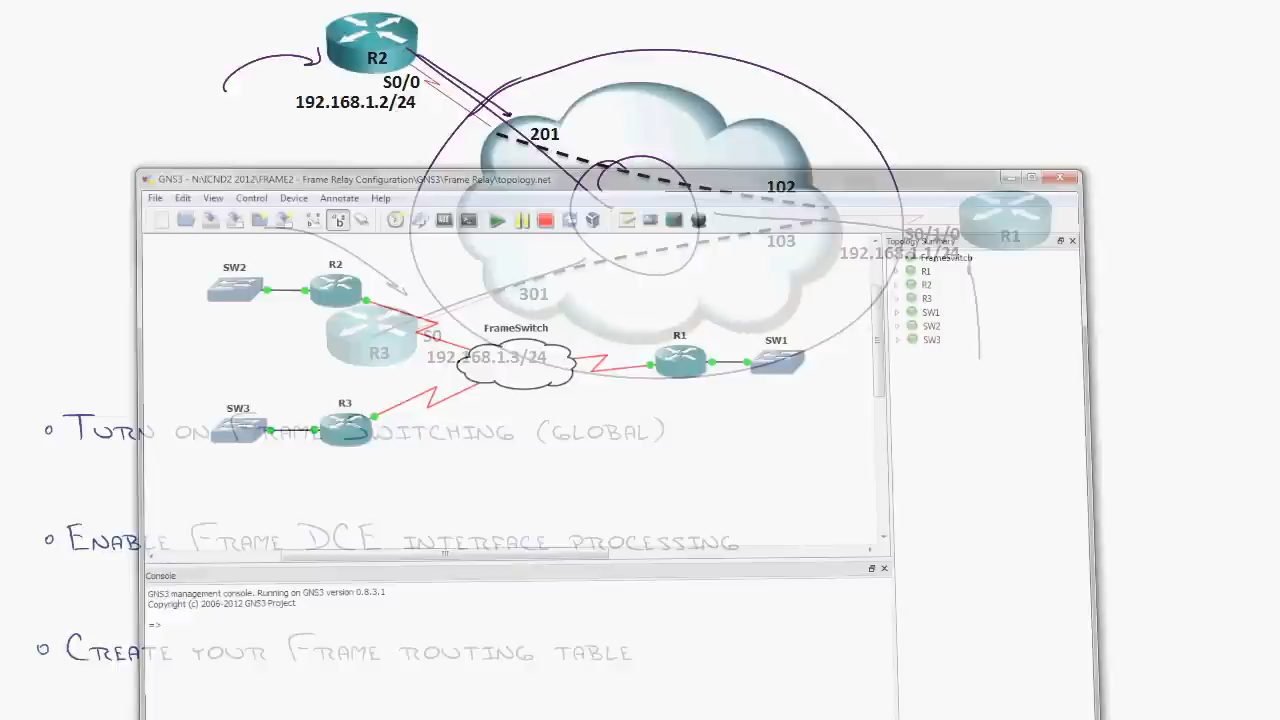 R2
S0/0
192.168.1.2/24
201
102
GNS3 - N:\ICND2 2012\FRAME2 - Frame Relay Configuration\GNS3\Frame Relay\topology.net
File Edit View Control Device Annotate Help
R1
S0/1/0
192.168.1.1/24
103
Topology Summary
FrameSwitch
R1
R2
R3
SW1
SW2
SW3
SW2
R2
301
FrameSwitch
R3
S0
192.168.1.3/24
R1
SW1
R3
SW3
• TURN ON FRAME SWITCHING (GLOBAL)
• ENABLE FRAME DCE INTERFACE PROCESSING
Console
GNS3 management console. Running on GNS3 version 0.8.3.1
Copyright (c) 2006-2012 GNS3 Project
=>
• CREATE YOUR FRAME ROUTING TABLE